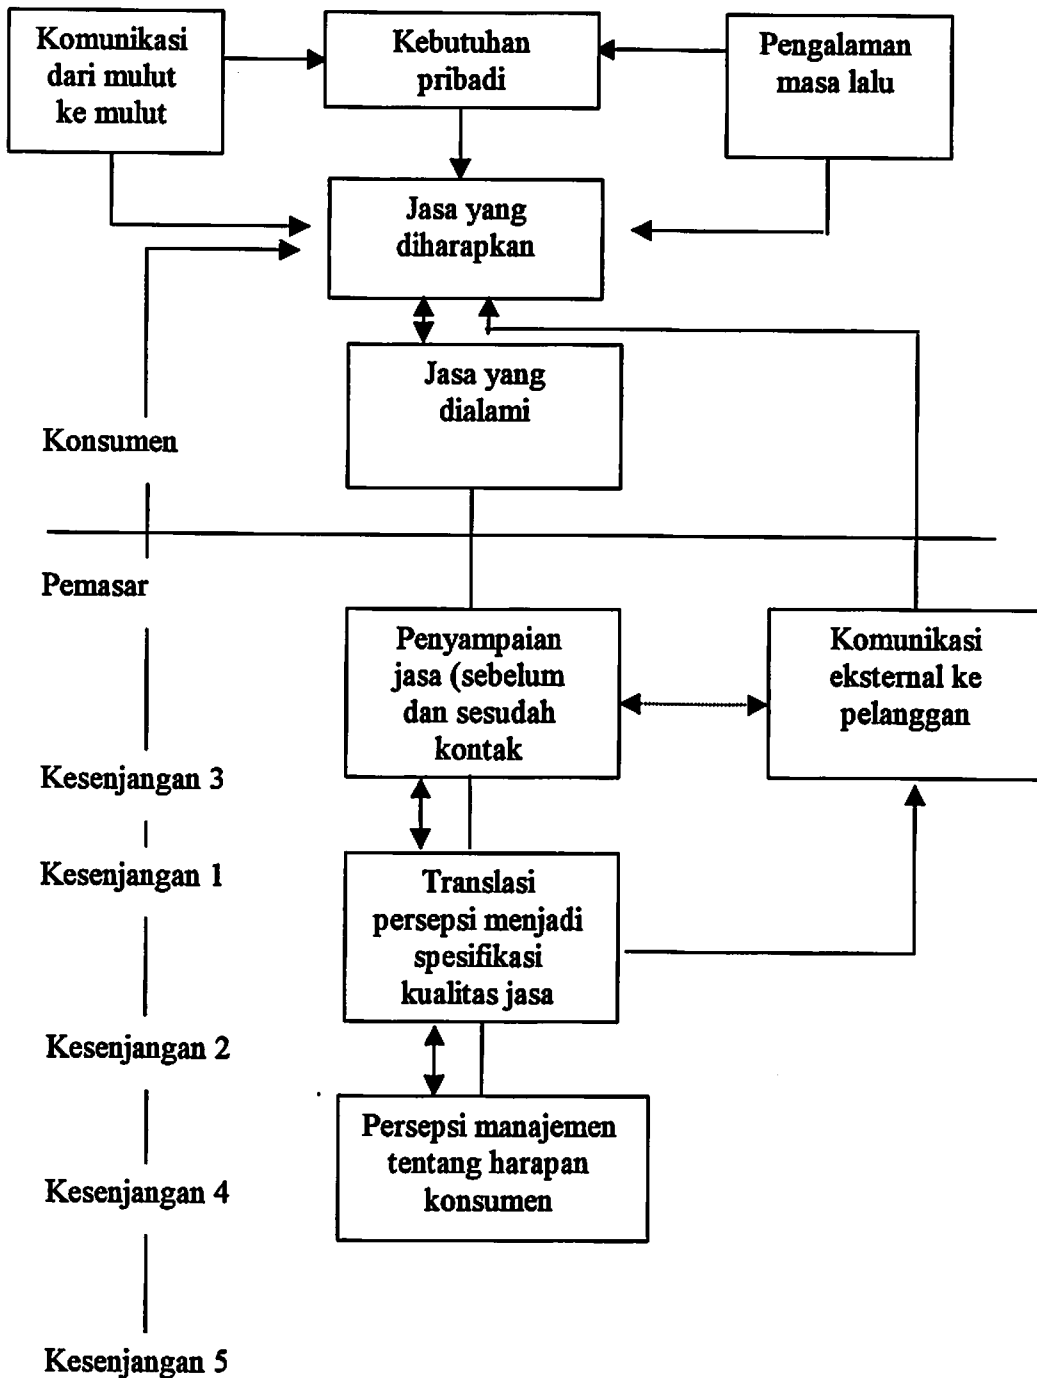 Komunikasi
dari mulut
ke mulut
Kebutuhan
pribadi
Pengalaman
masa lalu
Jasa yang
diharapkan
Jasa yang
dialami
Konsumen
Pemasar
Penyampaian
jasa (sebelum
dan sesudah
kontak
Komunikasi
eksternal ke
pelanggan
Kesenjangan 3
Kesenjangan 1
Translasi
persepsi menjadi
spesifikasi
kualitas jasa
Kesenjangan 2
Persepsi manajemen
tentang harapan
konsumen
Kesenjangan 4
Kesenjangan 5